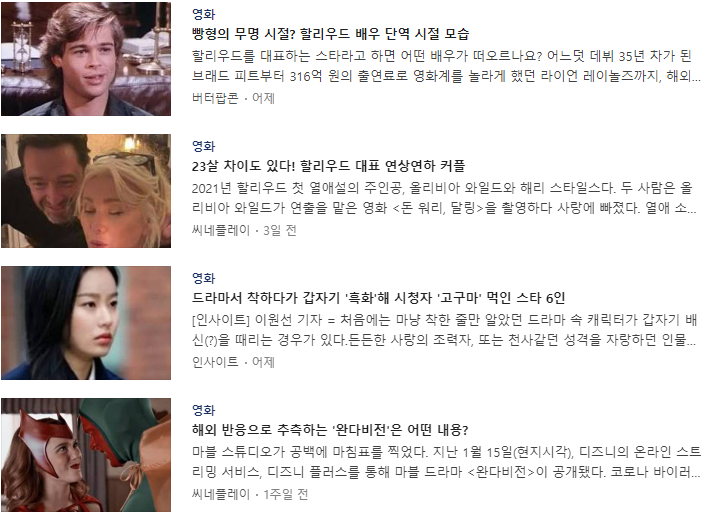 영화
빵형의 무명 시절? 할리우드 배우 단역 시절 모습
할리우드를 대표하는 스타라고 하면 어떤 배우가 떠오르나요? 어느덧 데뷔 35년 차가 된
브래드 피트부터 316억 원의 출연료로 영화계를 놀라게 했던 라이언 레이놀즈까지, 해외...
버터팝콘 · 어제
영화
23살 차이도 있다! 할리우드 대표 연상연하 커플
2021년 할리우드 첫 열애설의 주인공, 올리비아 와일드와 해리 스타일스다. 두 사람은 올
리비아 와일드가 연출을 맡은 영화 <돈 워리, 달링>을 촬영하다 사랑에 빠졌다. 열애 소...
씨네플레이 · 3일 전
영화
드라마서 착하다가 갑자기 '흑화'해 시청자 '고구마' 먹인 스타 6인
[인사이트] 이원선 기자 = 처음에는 마냥 착한 줄만 알았던 드라마 속 캐릭터가 갑자기 배
신(?)을 때리는 경우가 있다.든든한 사랑의 조력자, 또는 천사같던 성격을 자랑하던 인물...
인사이트 · 어제
영화
해외 반응으로 추측하는 '완다비전'은 어떤 내용?
마블 스튜디오가 공백에 마침표를 찍었다. 지난 1월 15일(현지시각), 디즈니의 온라인 스트
리밍 서비스, 디즈니 플러스를 통해 마블 드라마 <완다비전>이 공개됐다. 코로나 바이러...
씨네플레이 · 1주일 전